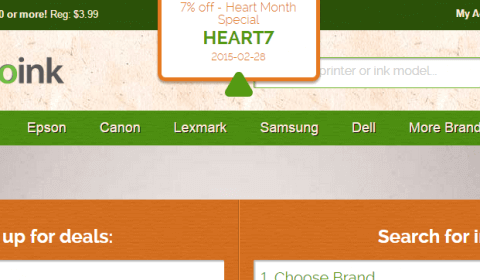 0 or more! Reg: $3.99
7% off - Heart Month
Special
HEART7
2015-02-28
My A
oink
printer or ink model...
Epson Canon Lexmark Samsung Dell More Brand
up for deals:
Search for i
1. Choose Brand